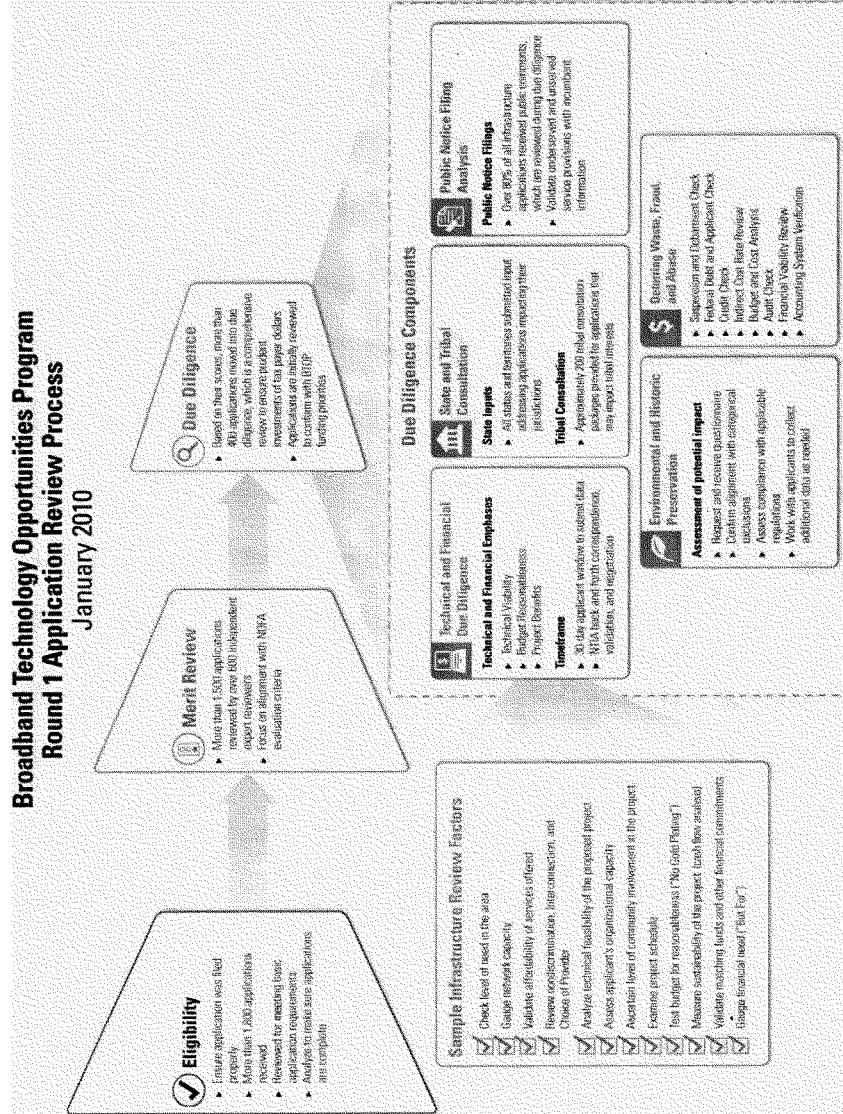 Broadband Technology Opportunities Program
Round 1 Application Review Process
January 2010
Eligibility
▸ Ensure application was filed
properly
▸ More than 1,800 applications
received
▸ Reviewed for meeting basic
application requirements
▸ Analyze to make sure applications
are complete
Merit Review
▸ More than 1,500 applications
reviewed by over 600 independent
expert reviewers
▸ Focus on alignment with NOFA
evaluation criteria
Due Diligence
▸ Based on their scores, more than
400 applications moved into due
diligence, which is a comprehensive
review to ensure prudent
investments of tax payer dollars
▸ Applications are initially reviewed
to conform with BTOP
funding priorities
Sample Infrastructure Review Factors
Check level of need in the area
Gauge network capacity
Validate affordability of services offered
Review nondiscrimination, Interconnection, and
Choice of Provider
Analyze technical feasibility of the proposed project
Assess applicant's organizational capacity
Ascertain level of community involvement in the project
Examine project schedule
Test budget for reasonableness ("No Gold Plating")
Measure sustainability of the project (cash flow analysis)
Validate matching funds and other financial commitments
Gauge financial need ("But For")
Due Diligence Components
Technical and Financial
Due Diligence
Technical and Financial Emphases
▸ Technical Viability
▸ Budget Reasonableness
▸ Project Benefits
Timeframe
▸ 30-day applicant window to submit data
▸ NTIA back and forth correspondence,
validation, and negotiation
State and Tribal
Consultation
State Inputs
▸ All states and territories submitted input
addressing applications impacting their
jurisdictions
Tribal Consultation
▸ Approximately 200 tribal consultation
packages provided for applications that
may impact tribal interests
Public Notice Filing
Analysis
Public Notice Filings
▸ Over 80% of all infrastructure
applications received public comments,
which are reviewed during due diligence
▸ Validate underserved and unserved
service provisions with incumbent
information
Environmental and Historic
Preservation
Assessment of potential impact
▸ Request and receive questionnaire
▸ Confirm alignment with categorical
exclusions
▸ Assess compliance with applicable
regulations
▸ Work with applicants to collect
additional data as needed
$
Deterring Waste, Fraud,
and Abuse
▸ Suspension and Debarment Check
▸ Federal Debt and Applicant Check
▸ Credit Check
▸ Indirect Cost Rate Review
▸ Budget and Cost Analysis
▸ Audit Check
▸ Financial Viability Review
▸ Accounting System Verification